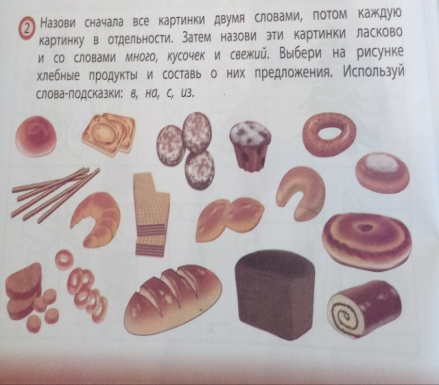 2 Назови сначала все картинки двумя словами, потом каждую
картинку в отдельности. Затем назови эти картинки ласково
и со словами много, кусочек и свежий. Выбери на рисунке
хлебные продукты и составь о них предложения. Используй
слова-подсказки: в, на, с, из.